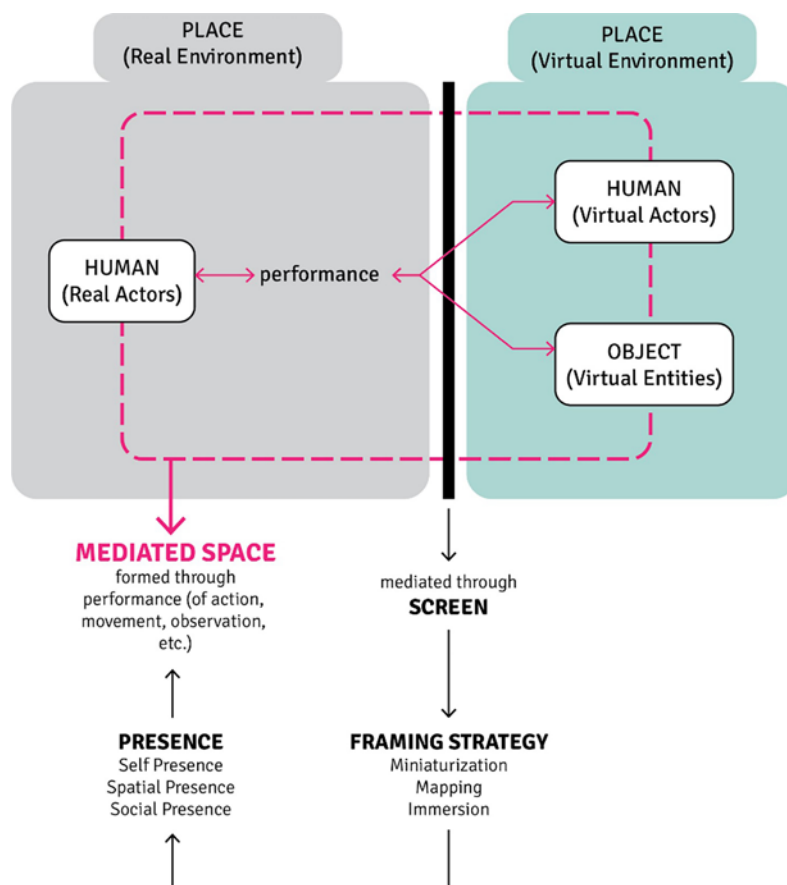 PLACE
(Real Environment)
PLACE
(Virtual Environment)
HUMAN
(Virtual Actors)
HUMAN
(Real Actors)
performance
OBJECT
(Virtual Entities)
MEDIATED SPACE
formed through
performance (of action,
movement, observation,
etc.)
mediated through
SCREEN
PRESENCE
Self Presence
Spatial Presence
Social Presence
FRAMING STRATEGY
Miniaturization
Mapping
Immersion